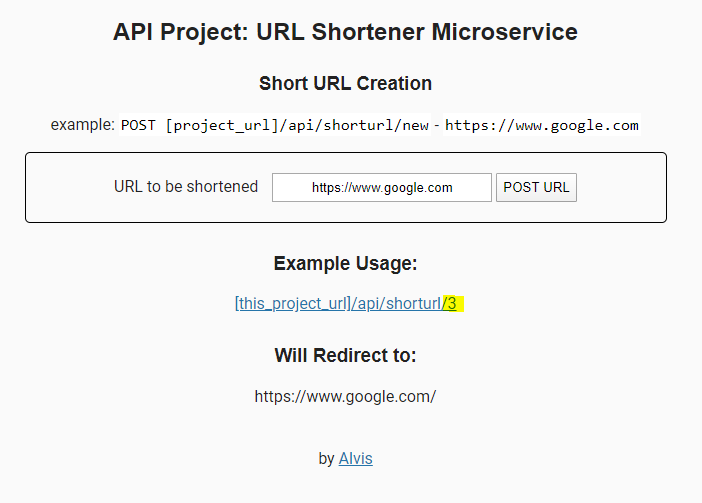 API Project: URL Shortener Microservice
Short URL Creation
example: POST [project_url]/api/shorturl/new - https://www.google.com
URL to be shortened https://www.google.com POST URL
Example Usage:
[this_project_url]/api/shorturl/3
Will Redirect to:
https://www.google.com/
by Alvis